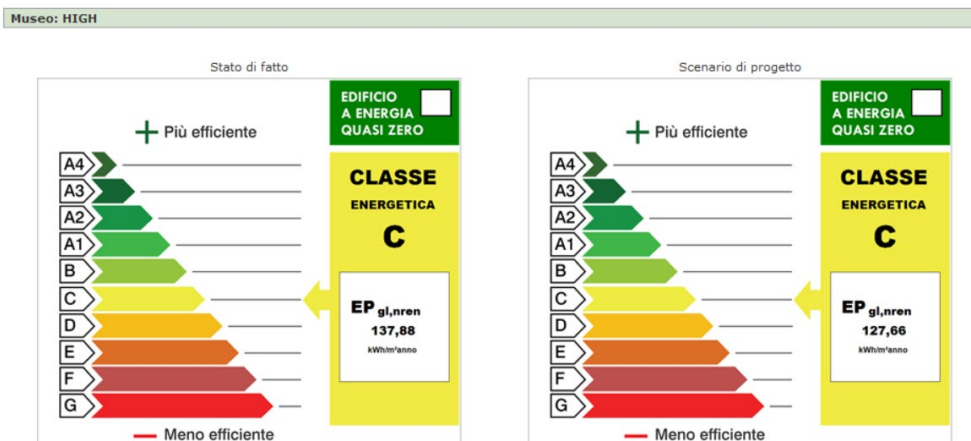 Museo: HIGH
Stato di fatto
EDIFICIO
A ENERGIA
QUASI ZERO
Più efficiente
A4
A3
A2
A1
B
C
D
E
F
G
Meno efficiente
CLASSE
ENERGETICA
C
EP gl,nren
137,88
kWh/m²anno
Scenario di progetto
EDIFICIO
A ENERGIA
QUASI ZERO
Più efficiente
A4
A3
A2
A1
B
C
D
E
F
G
Meno efficiente
CLASSE
ENERGETICA
C
EP gl,nren
127,66
kWh/m²anno